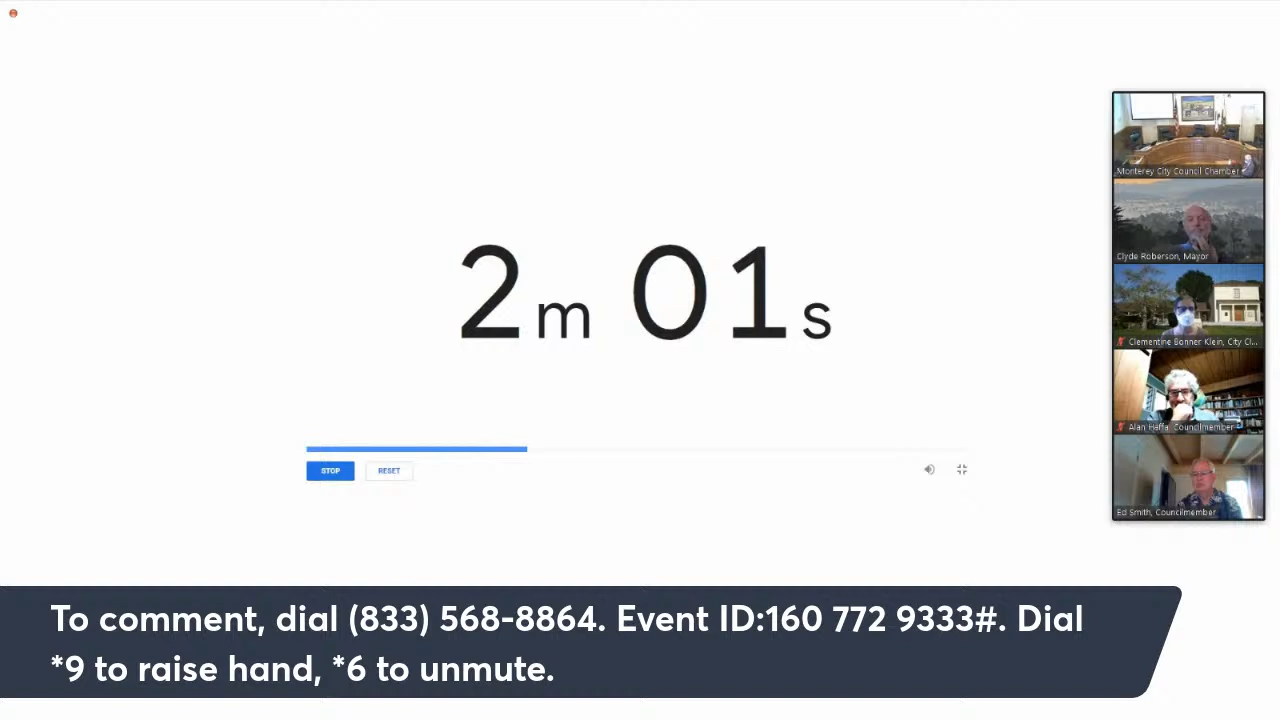 2m 01s
STOP RESET
Monterey City Council Chamber
Clyde Roberson, Mayor
Clementine Bonner Klein, City Cl...
Alan Haffa, Councilmember
Ed Smith, Councilmember
To comment, dial (833) 568-8864. Event ID:160 772 9333#. Dial
*9 to raise hand, *6 to unmute.